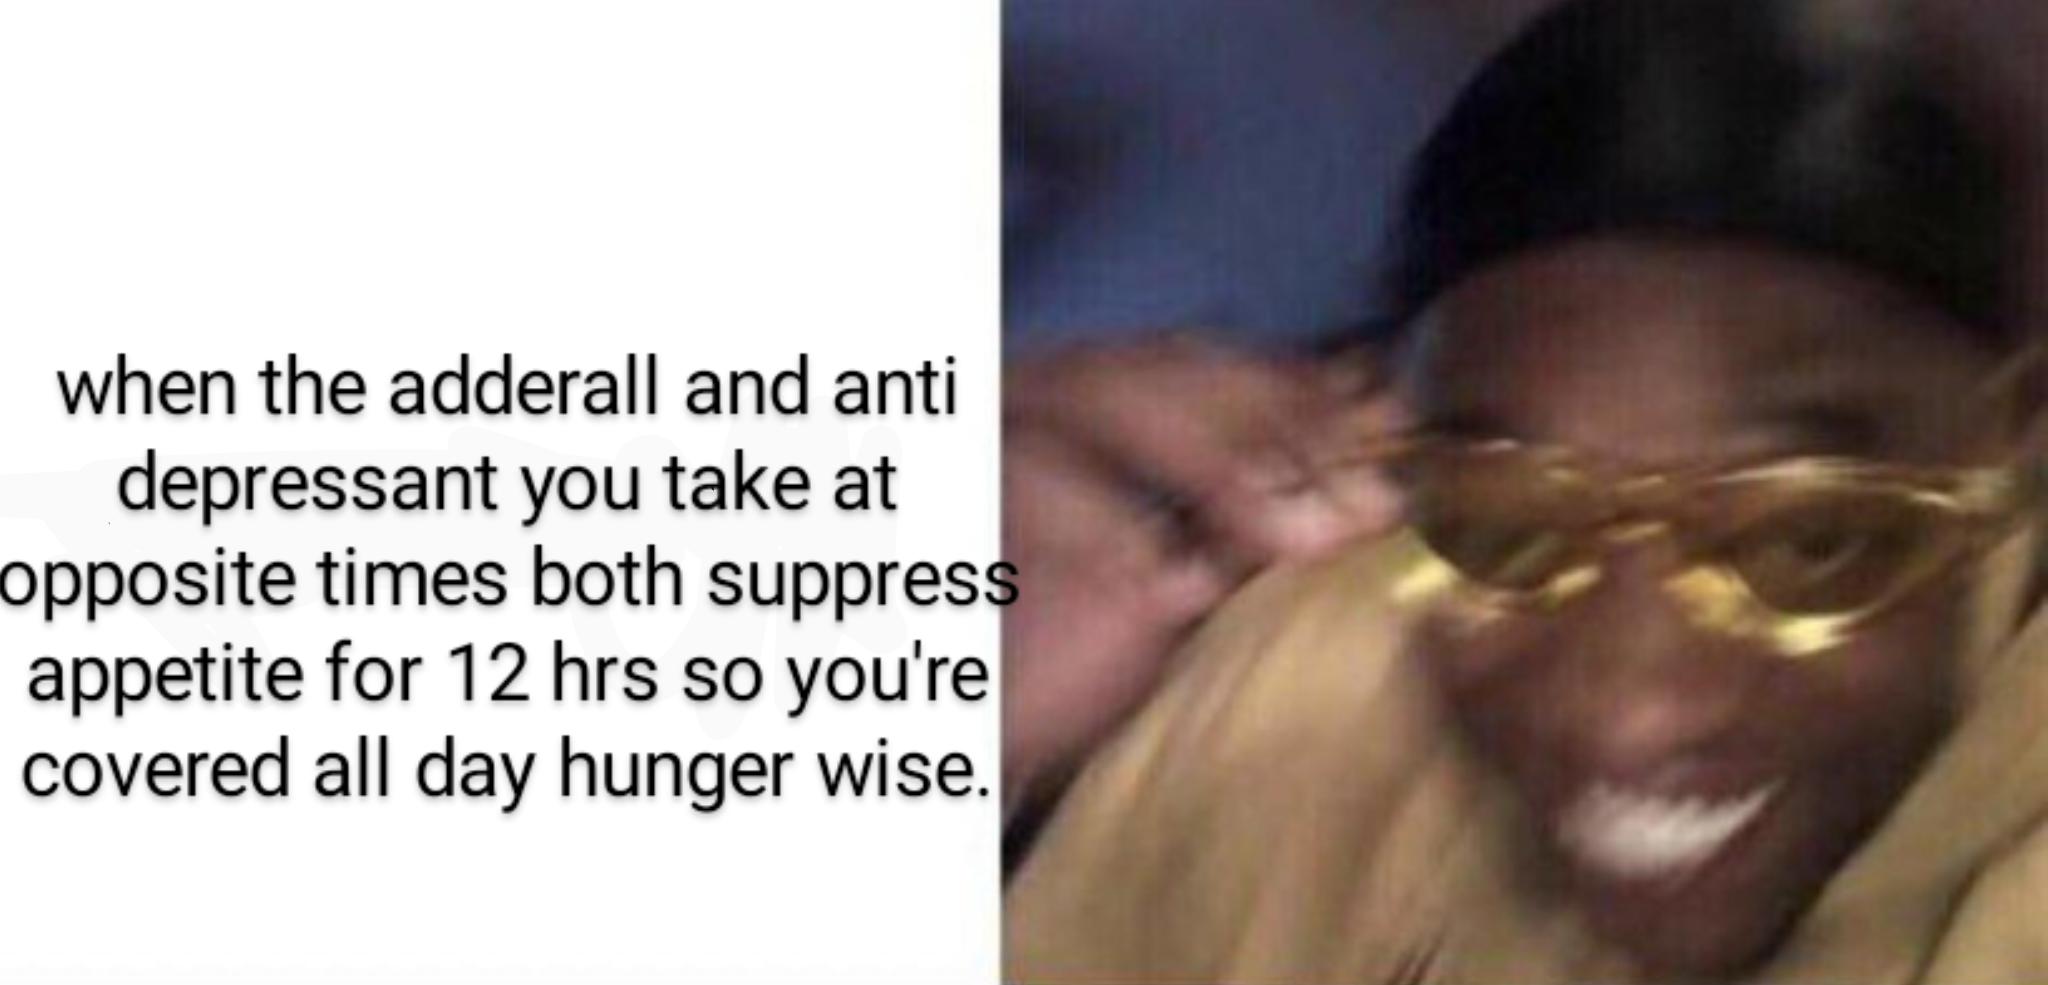 when the adderall and anti
depressant you take at
opposite times both suppress
appetite for 12 hrs so you're
covered all day hunger wise.